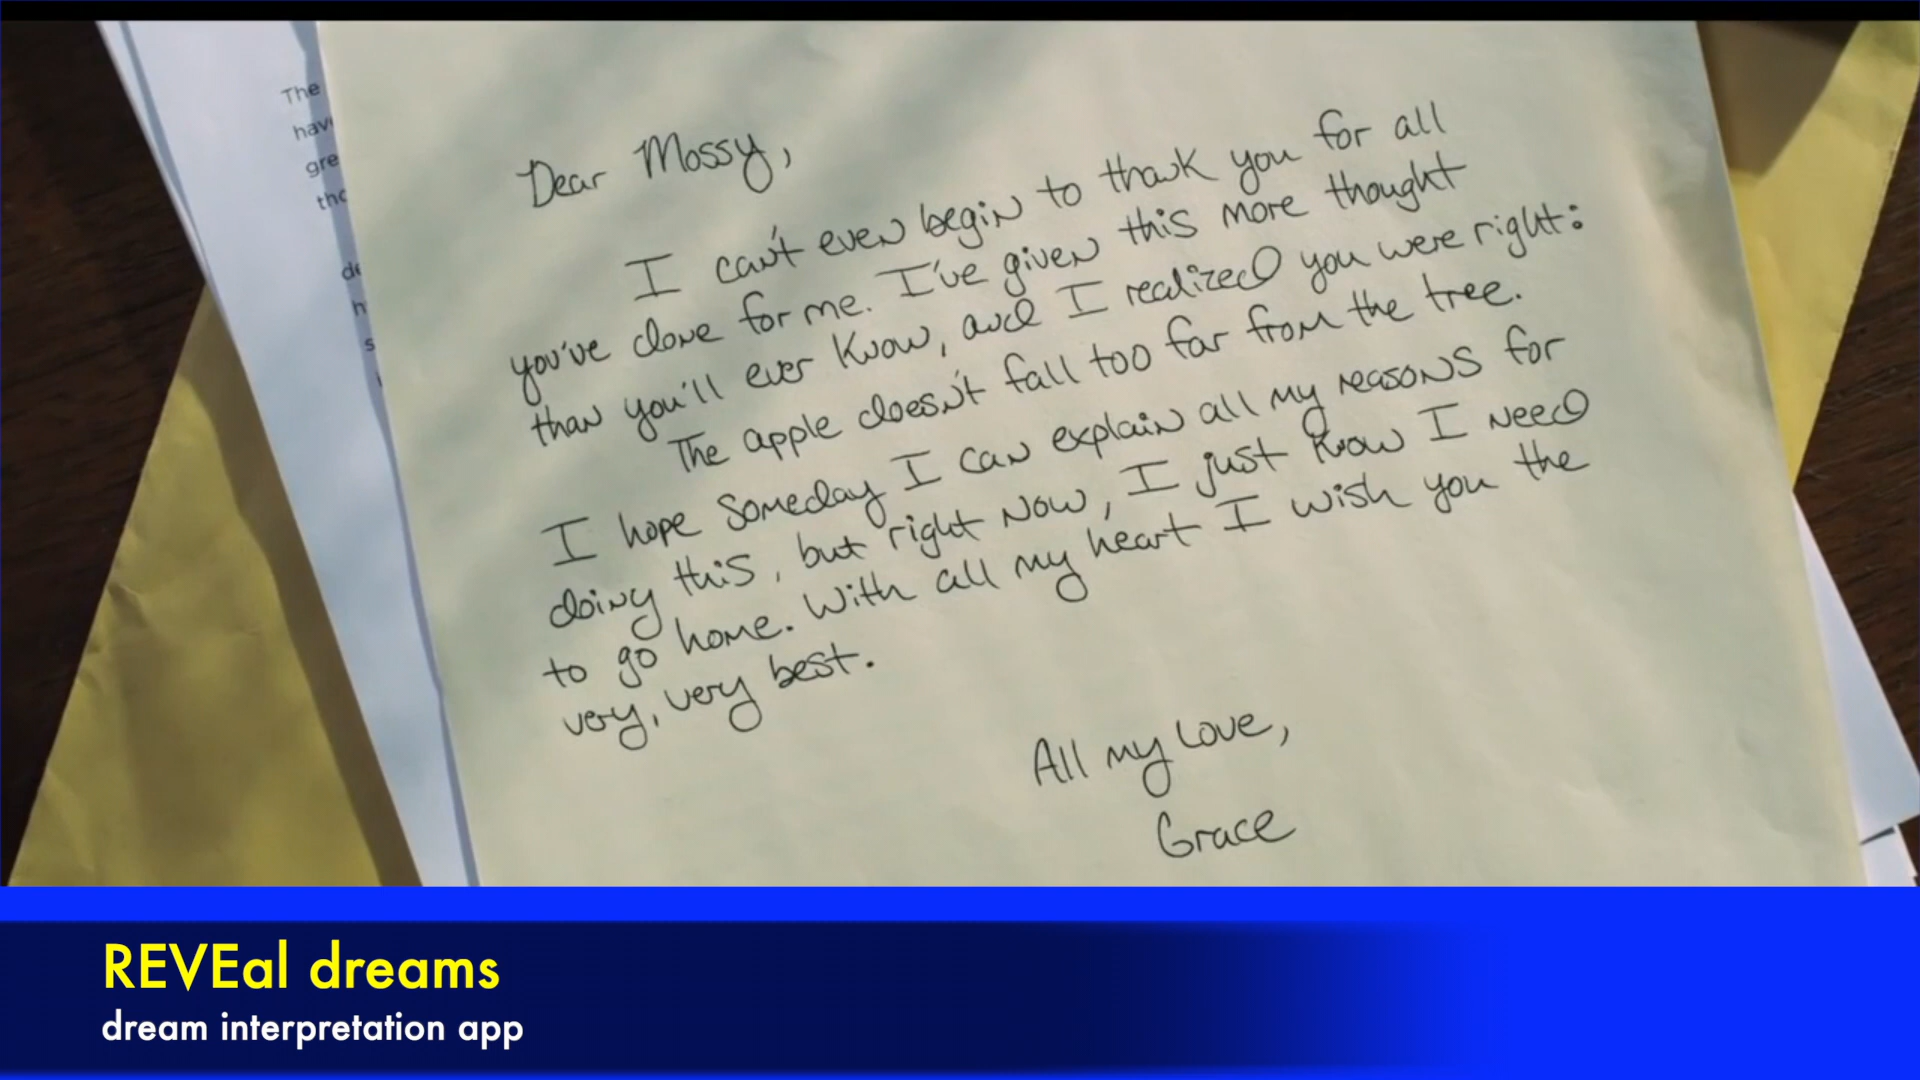 The
hav
gre
tho
de
h
s
Dear Mossy,
I can't even begin to thank you for all
you've done for me. I've given this more thought
than you'll ever know, and I realized you were right:
The apple doesn't fall too far from the tree.
I hope someday I can explain all my reasons for
doing this, but right now, I just know I need
to go home. With all my heart I wish you the
very, very best.
All my love,
Grace
REVEal dreams
dream interpretation app